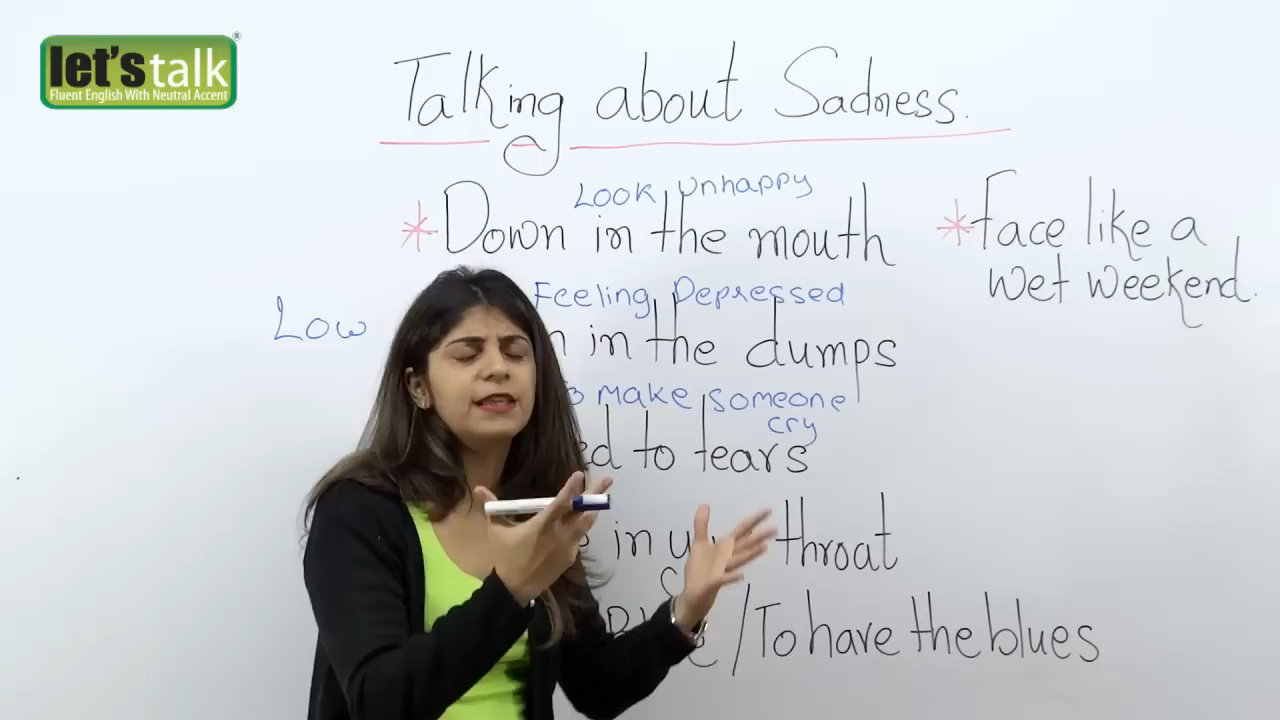 let's talk ®
Fluent English With Neutral Accent
Talking about Sadness.
Look Unhappy
* Down in the mouth
* Face like a
wet weekend.
Feeling Depressed
Low
in the dumps
make someone
cry
to tears
in throat
/ To have the blues